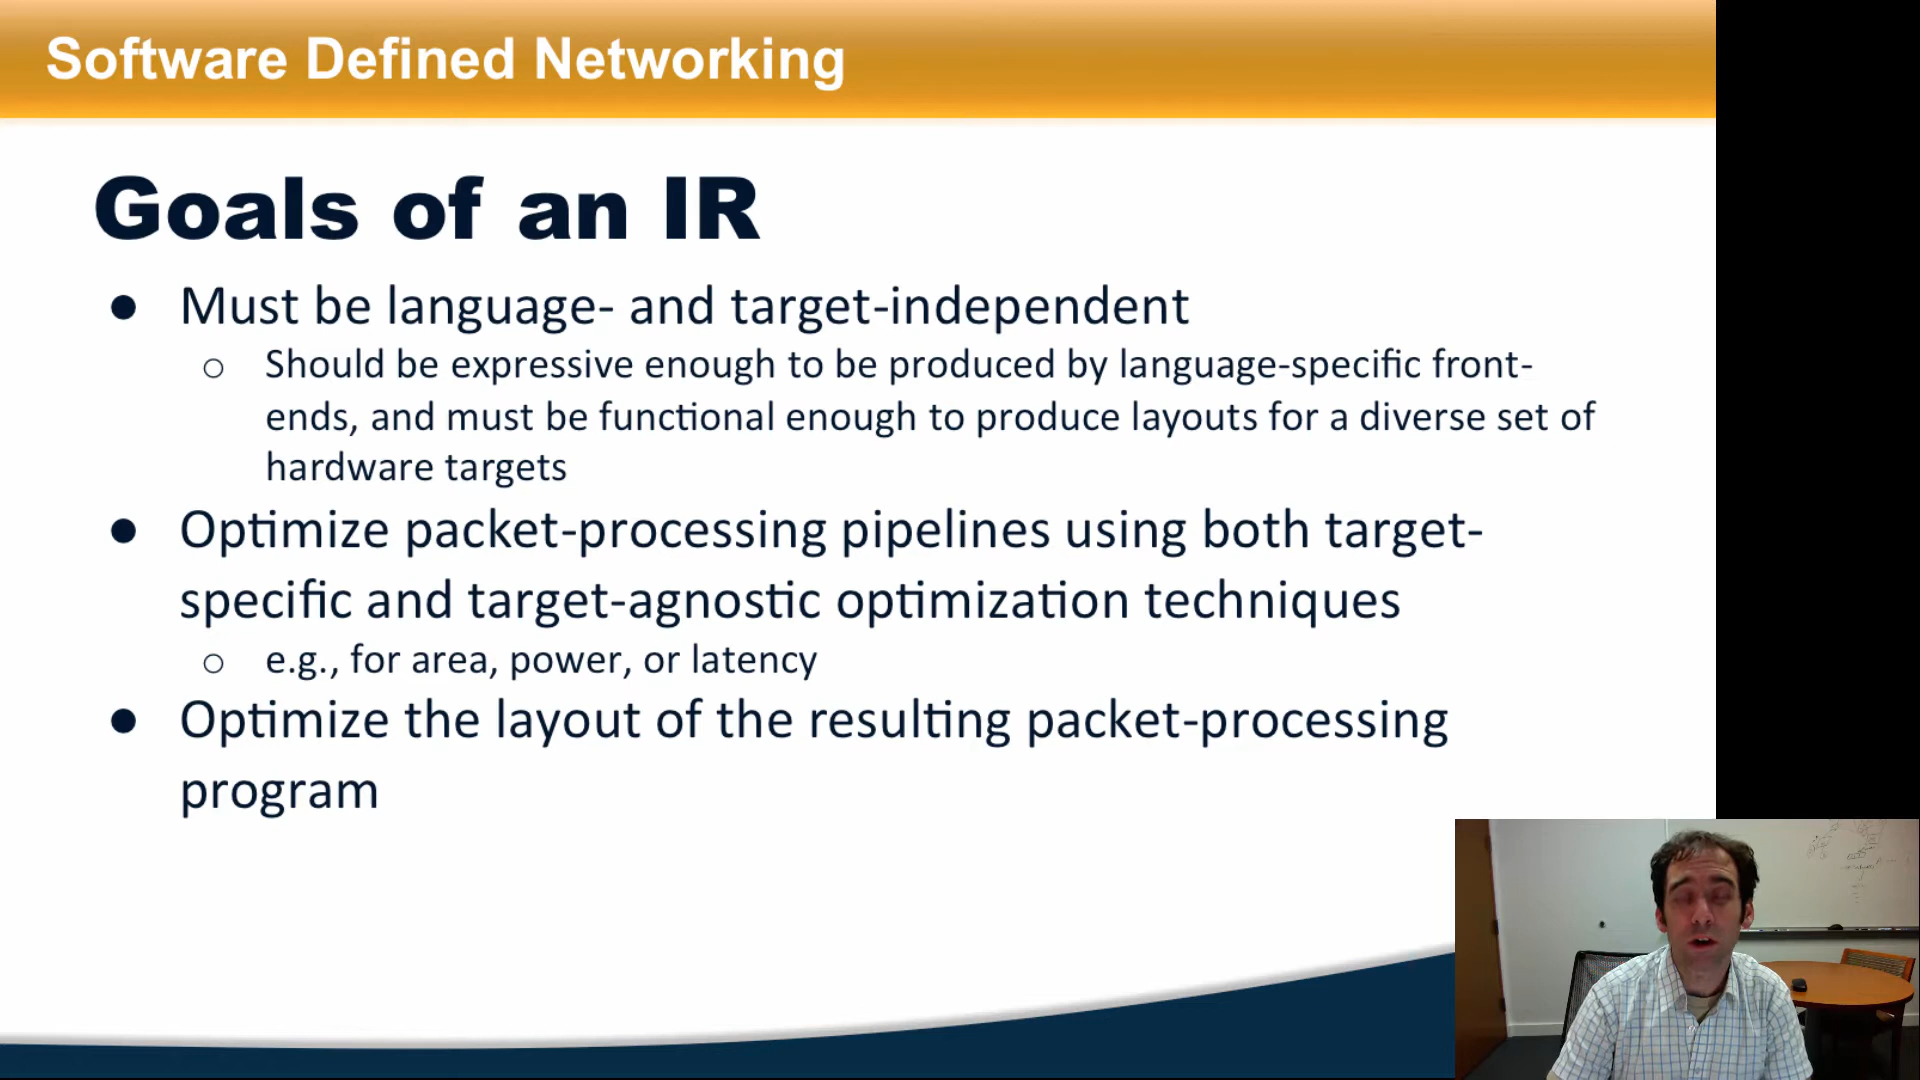 Software Defined Networking
Goals of an IR
● Must be language- and target-independent
○ Should be expressive enough to be produced by language-specific front-
ends, and must be functional enough to produce layouts for a diverse set of
hardware targets
● Optimize packet-processing pipelines using both target-
specific and target-agnostic optimization techniques
○ e.g., for area, power, or latency
● Optimize the layout of the resulting packet-processing
program